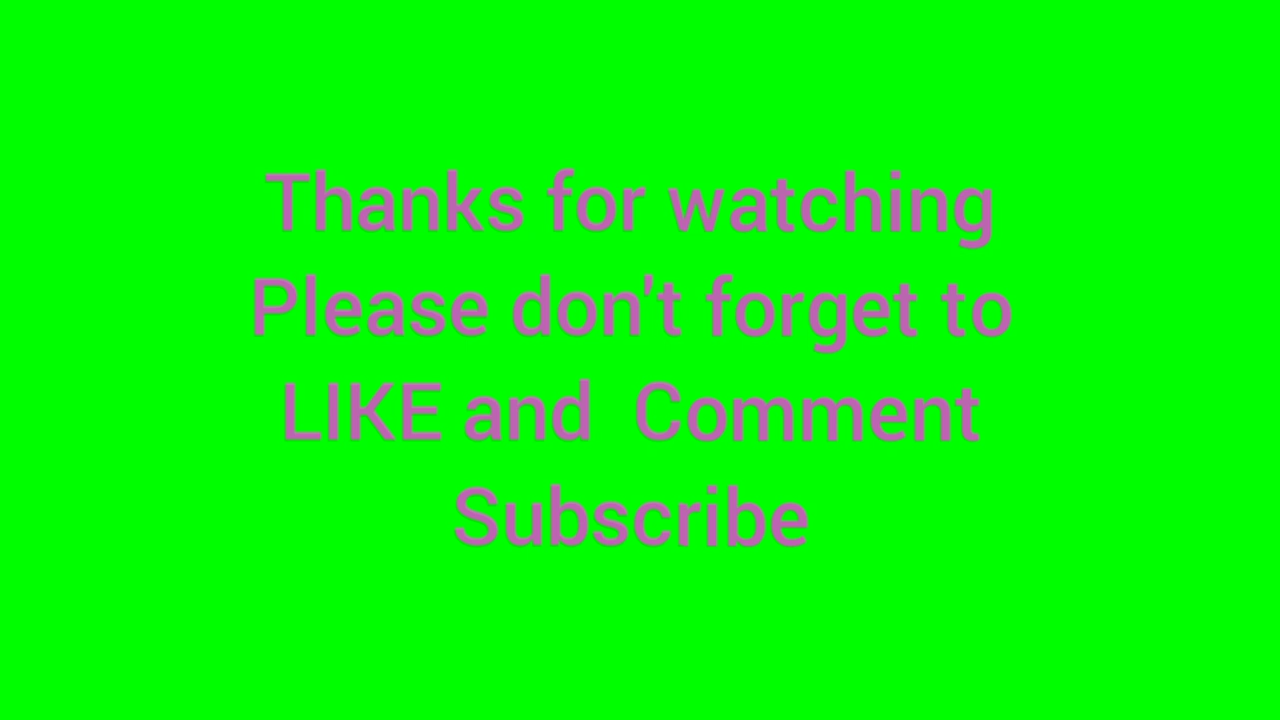 Thanks for watching
Please don't forget to
LIKE and  Comment
Subscribe